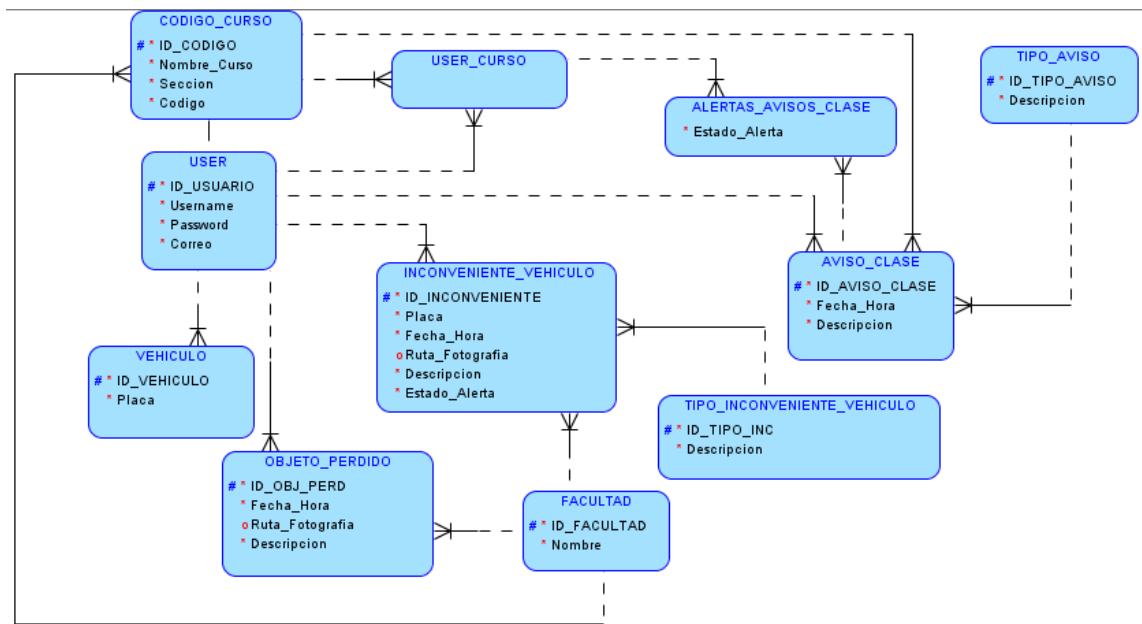 CODIGO_CURSO
# * ID_CODIGO
* Nombre_Curso
* Seccion
* Codigo
USER_CURSO
ALERTAS_AVISOS_CLASE
* Estado_Alerta
TIPO_AVISO
# * ID_TIPO_AVISO
* Descripcion
USER
# * ID_USUARIO
* Username
* Password
* Correo
INCONVENIENTE_VEHICULO
# * ID_INCONVENIENTE
* Placa
* Fecha_Hora
o Ruta_Fotografia
* Descripcion
* Estado_Alerta
AVISO_CLASE
# * ID_AVISO_CLASE
* Fecha_Hora
* Descripcion
VEHICULO
# * ID_VEHICULO
* Placa
TIPO_INCONVENIENTE_VEHICULO
# * ID_TIPO_INC
* Descripcion
OBJETO_PERDIDO
# * ID_OBJ_PERD
* Fecha_Hora
o Ruta_Fotografia
* Descripcion
FACULTAD
# * ID_FACULTAD
* Nombre